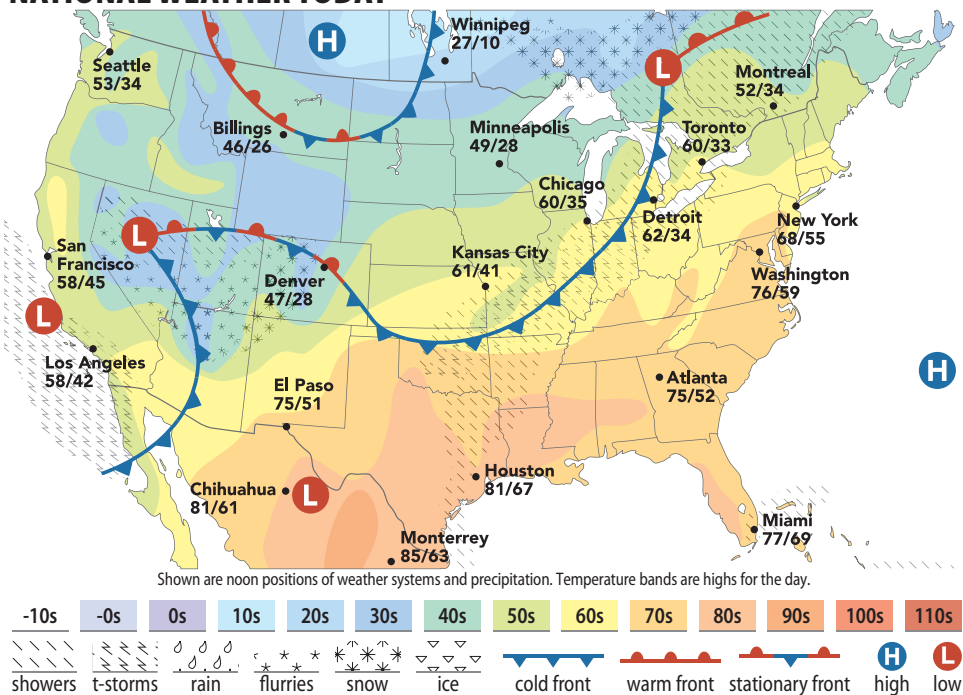 NATIONAL WEATHER TODAY
H
Winnipeg
27/10
L
Seattle
53/34
Montreal
52/34
Billings
46/26
Minneapolis
49/28
Toronto
60/33
Chicago
60/35
L
Detroit
62/34
New York
68/55
San
Francisco
58/45
Kansas City
61/41
Denver
47/28
Washington
76/59
L
Los Angeles
58/42
H
El Paso
75/51
Atlanta
75/52
Houston
81/67
Chihuahua
81/61
L
Miami
77/69
Monterrey
85/63
Shown are noon positions of weather systems and precipitation. Temperature bands are highs for the day.
-10s -0s 0s 10s 20s 30s 40s 50s 60s 70s 80s 90s 100s 110s
H L
showers t-storms rain flurries snow ice cold front warm front stationary front high low